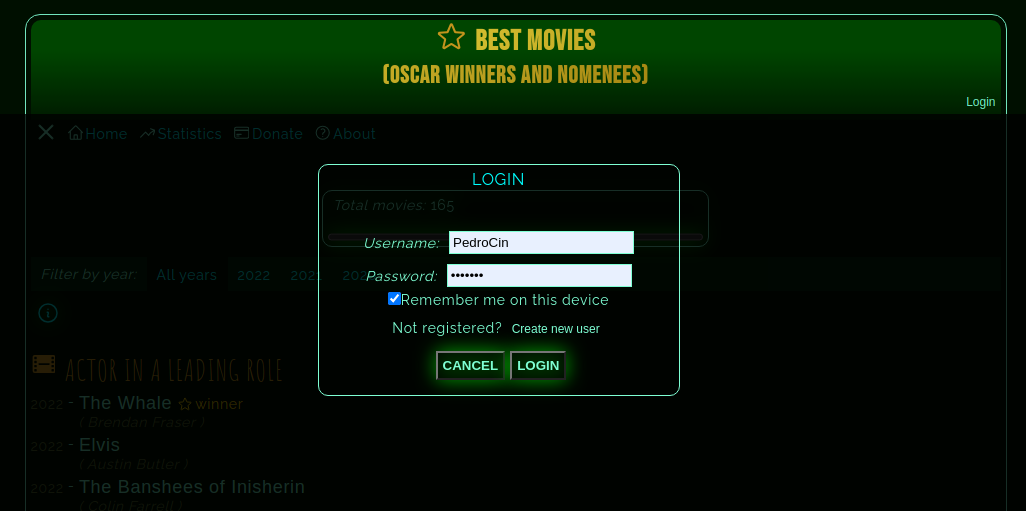 BEST MOVIES
(OSCAR WINNERS AND NOMENEES)
Login
Home Statistics Donate About
LOGIN
Total movies: 165
Username: PedroCin
Password: •••••••
Filter by year: All years 2022 2021
Remember me on this device
Not registered? Create new user
CANCEL LOGIN
ACTOR IN A LEADING ROLE
2022 - The Whale winner
( Brendan Fraser )
2022 - Elvis
( Austin Butler )
2022 - The Banshees of Inisherin
( Colin Farrell )